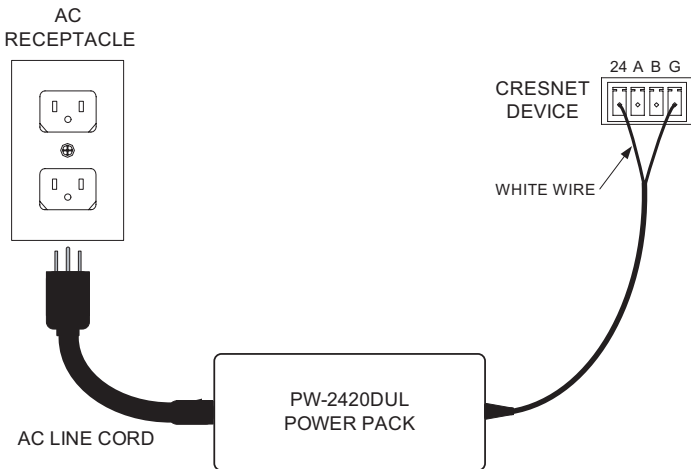 AC
RECEPTACLE
24 A B G
CRESNET
DEVICE
WHITE WIRE
PW-2420DUL
POWER PACK
AC LINE CORD